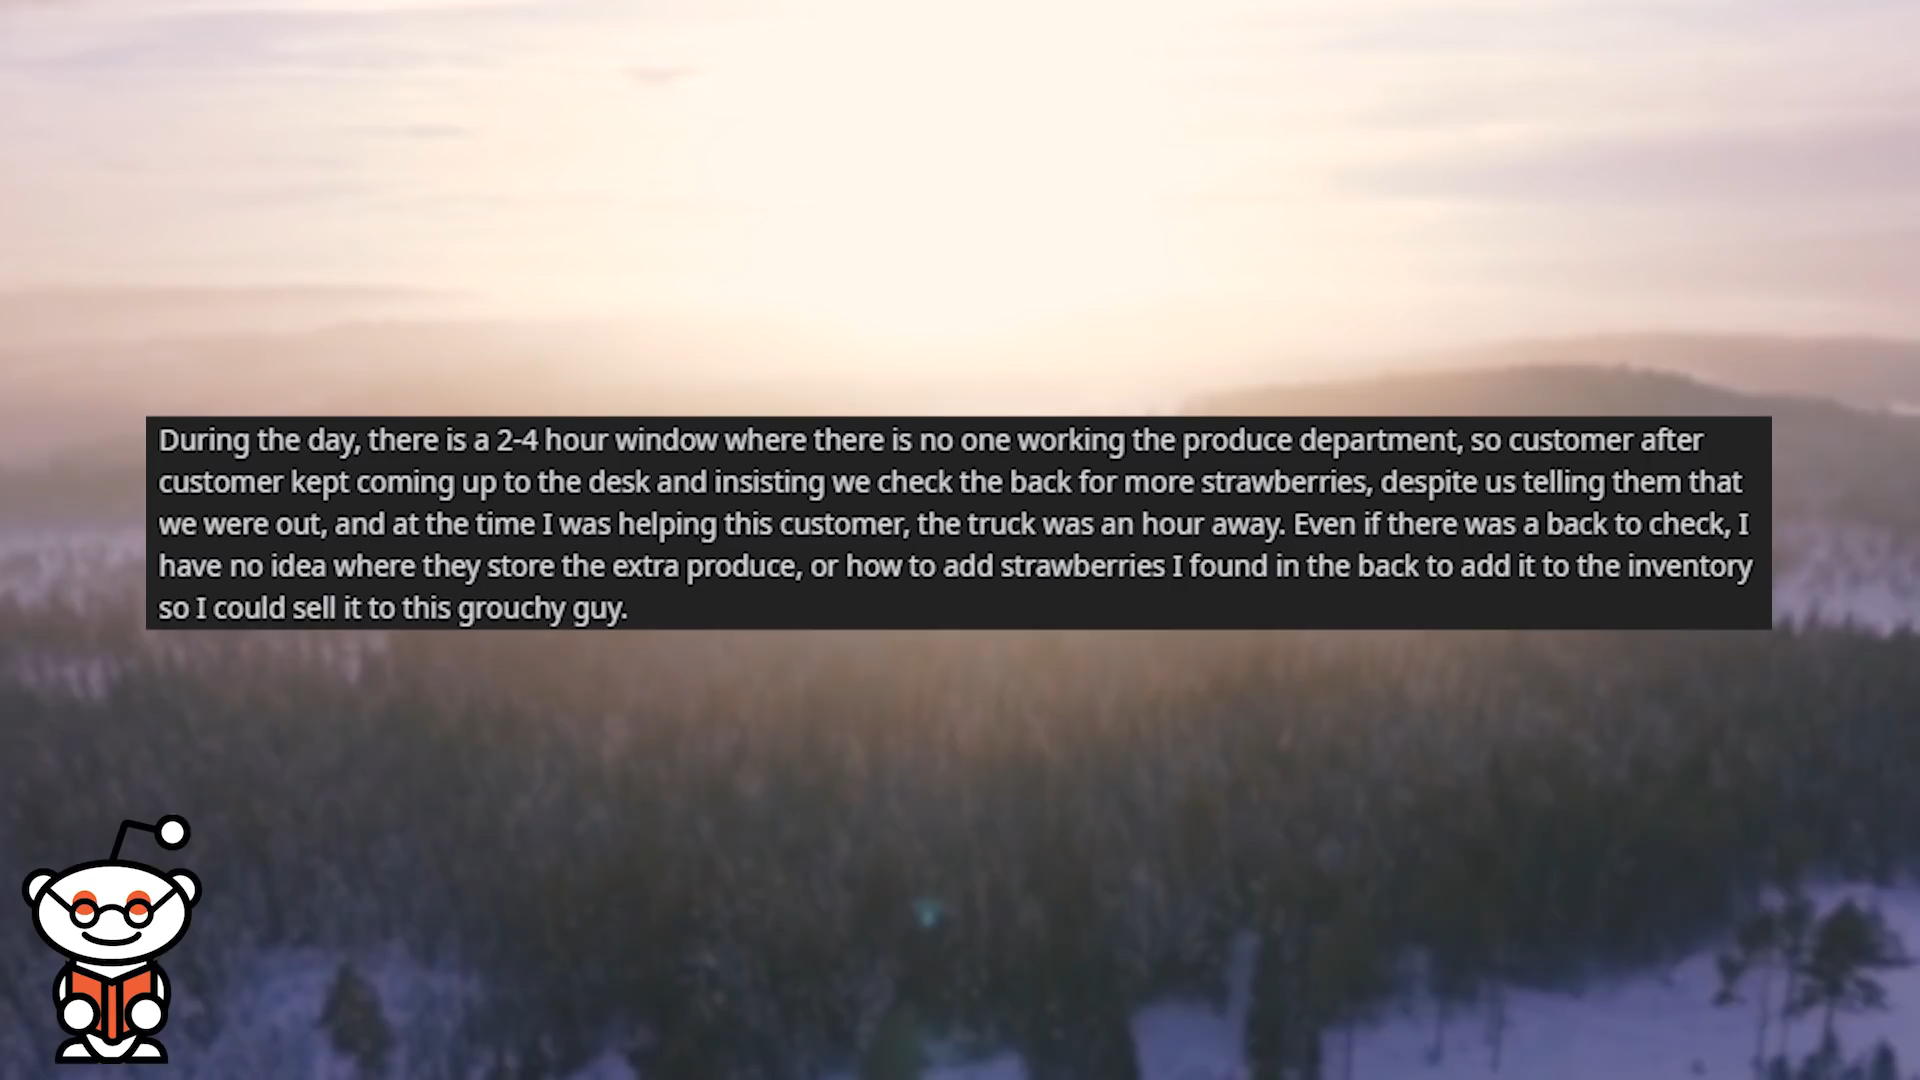 During the day, there is a 2-4 hour window where there is no one working the produce department, so customer after
customer kept coming up to the desk and insisting we check the back for more strawberries, despite us telling them that
we were out, and at the time I was helping this customer, the truck was an hour away. Even if there was a back to check, I
have no idea where they store the extra produce, or how to add strawberries I found in the back to add it to the inventory
so I could sell it to this grouchy guy.